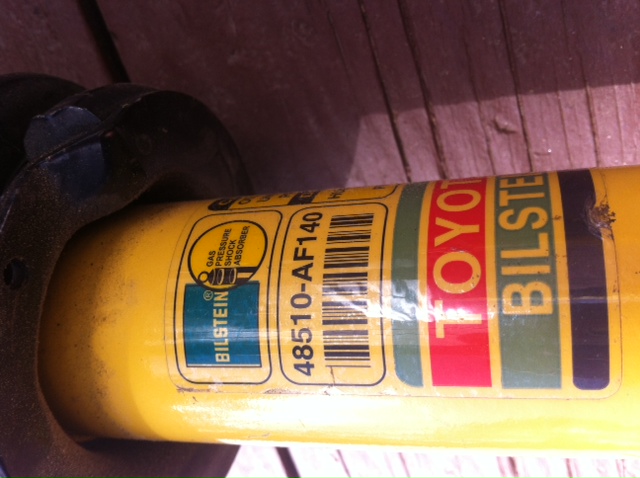 GAS
PRESSURE
SHOCK
ABSORBER
BILSTEIN®
48510-AF140
TOYOT
BILSTE